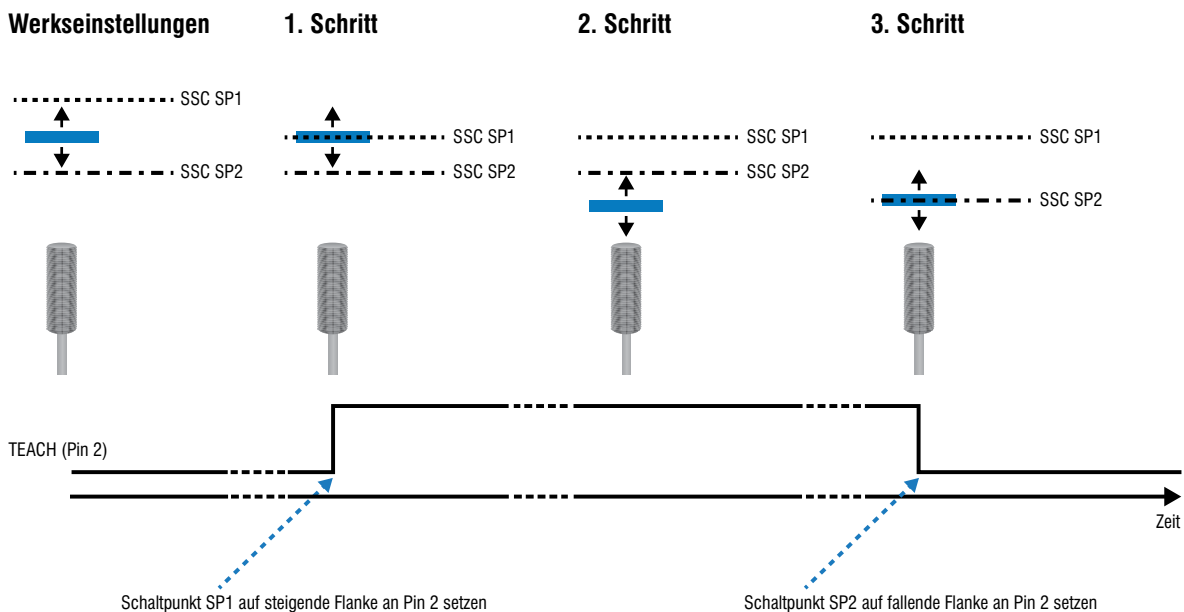 Werkseinstellungen
1. Schritt
2. Schritt
3. Schritt
SSC SP1
SSC SP2
SSC SP1
SSC SP2
SSC SP1
SSC SP2
SSC SP1
SSC SP2
TEACH (Pin 2)
Zeit
Schaltpunkt SP1 auf steigende Flanke an Pin 2 setzen
Schaltpunkt SP2 auf fallende Flanke an Pin 2 setzen